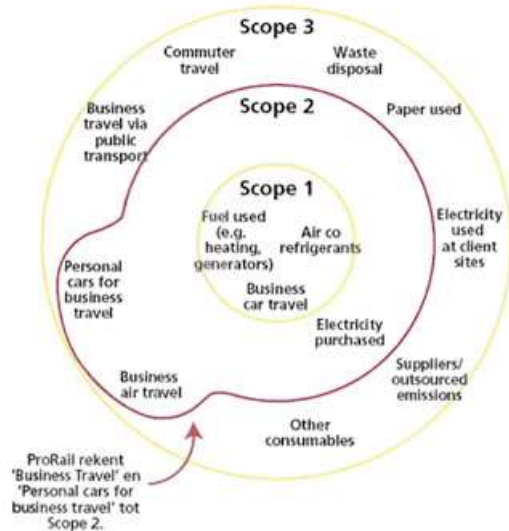 Scope 3
Commuter
travel
Waste
disposal
Business
travel via
public
transport
Scope 2
Paper used
Scope 1
Fuel used
(e.g.
heating,
generators)
Air co
refrigerants
Electricity
used
at client
sites
Personal
cars for
business
travel
Business
car travel
Electricity
purchased
Business
air travel
Suppliers/
outsourced
emissions
Other
consumables
ProRail rekent
'Business Travel' en
'Personal cars for
business travel' tot
Scope 2.